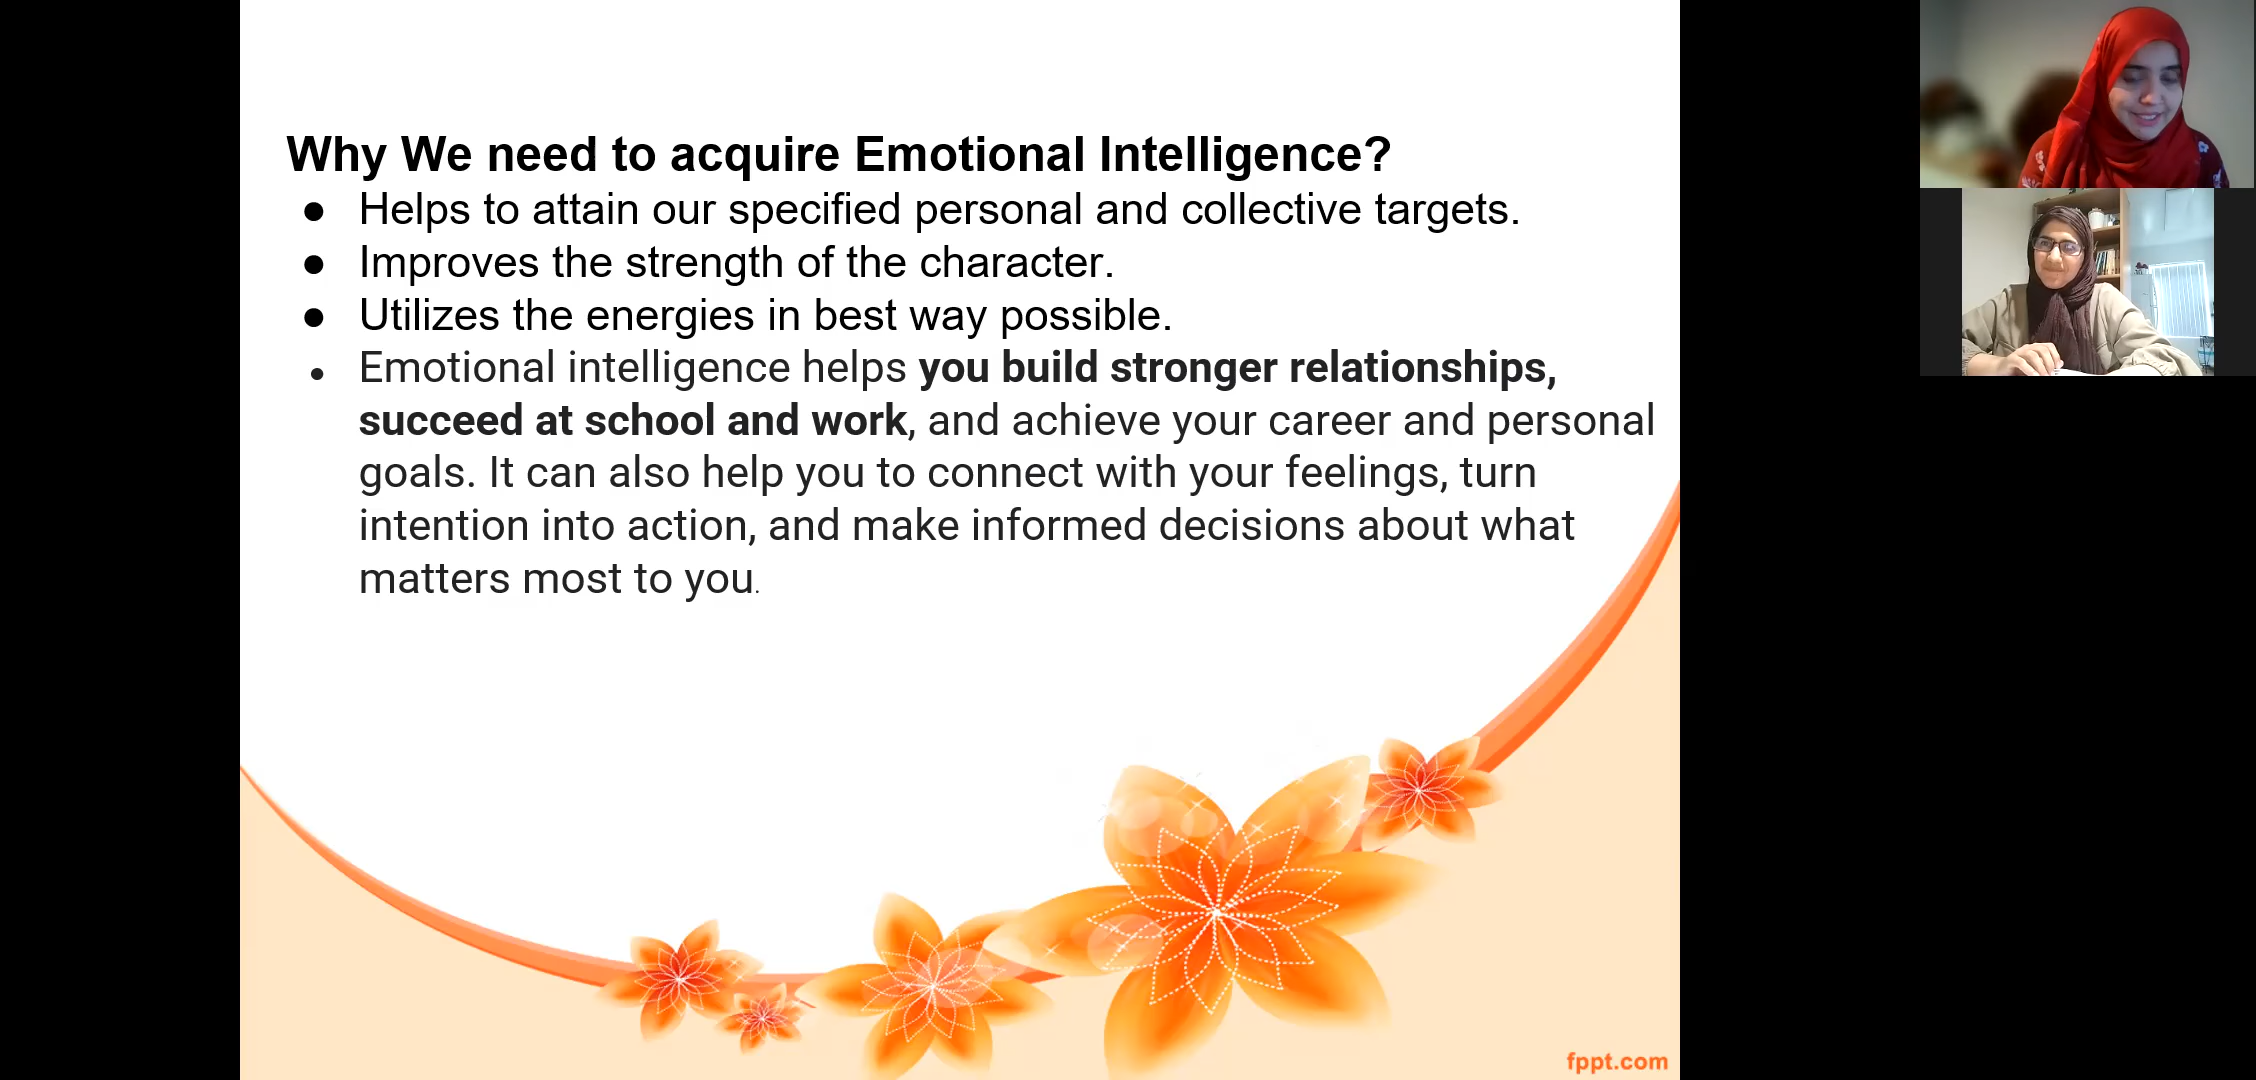 Why We need to acquire Emotional Intelligence?
● Helps to attain our specified personal and collective targets.
● Improves the strength of the character.
● Utilizes the energies in best way possible.
● Emotional intelligence helps you build stronger relationships,
succeed at school and work, and achieve your career and personal
goals. It can also help you to connect with your feelings, turn
intention into action, and make informed decisions about what
matters most to you.
fppt.com